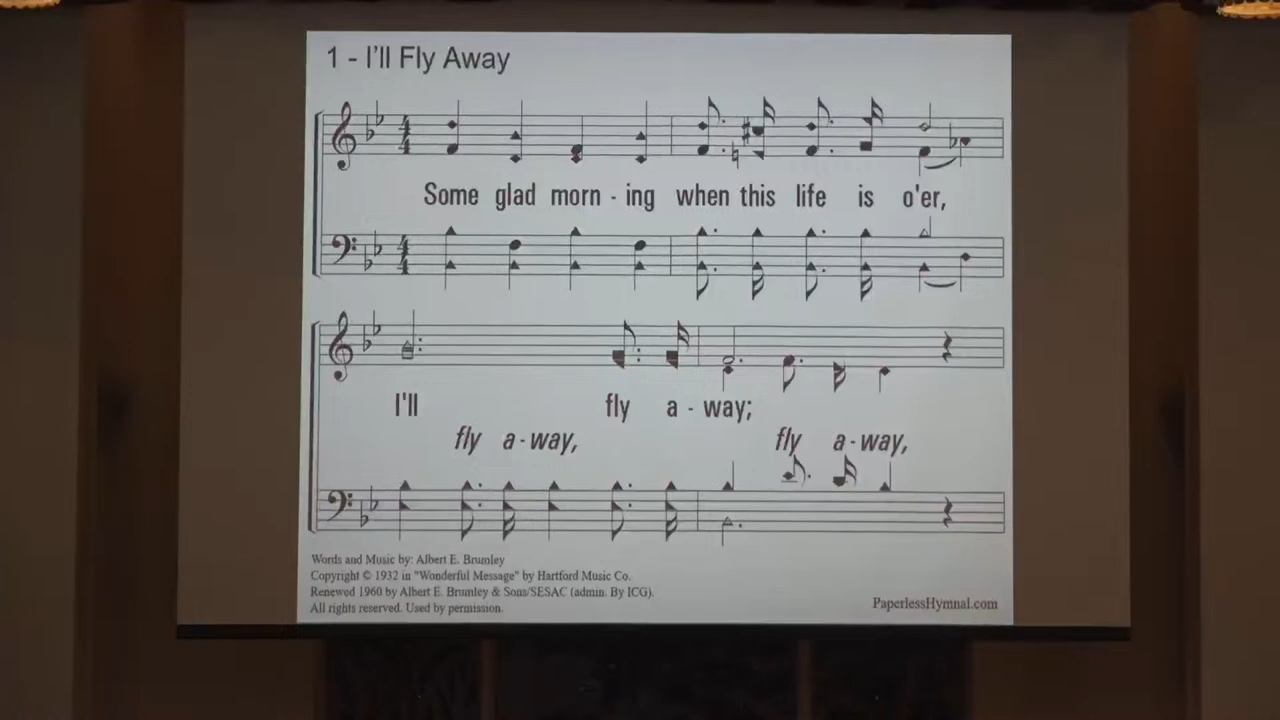 1 - I'll Fly Away
Some glad morn - ing when this life is o'er,
I'll fly a - way;
fly a - way, fly a - way,
Words and Music by: Albert E. Brumley
Copyright © 1932 in "Wonderful Message" by Hartford Music Co.
Renewed 1960 by Albert E. Brumley & Sons/SESAC (admin. By ICG).
All rights reserved. Used by permission.
PaperlessHymnal.com